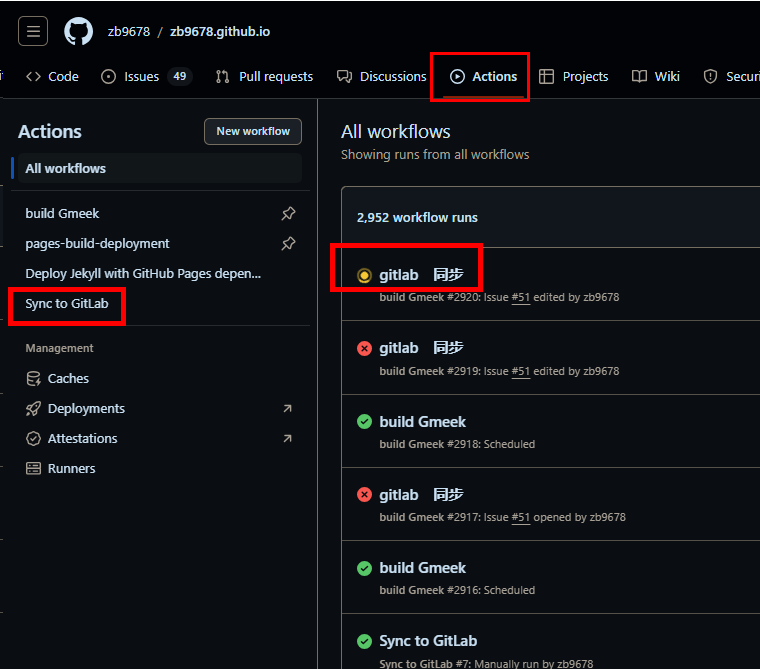 zb9678 / zb9678.github.io
Code Issues 49 Pull requests Discussions Actions Projects Wiki Securi
Actions
New workflow
All workflows
build Gmeek
pages-build-deployment
Deploy Jekyll with GitHub Pages depen...
Sync to GitLab
Management
Caches
Deployments
Attestations
Runners
All workflows
Showing runs from all workflows
2,952 workflow runs
gitlab 同步
build Gmeek #2920: Issue #51 edited by zb9678
gitlab 同步
build Gmeek #2919: Issue #51 edited by zb9678
build Gmeek
build Gmeek #2918: Scheduled
gitlab 同步
build Gmeek #2917: Issue #51 opened by zb9678
build Gmeek
build Gmeek #2916: Scheduled
Sync to GitLab
Sync to GitLab #7: Manually run by zb9678